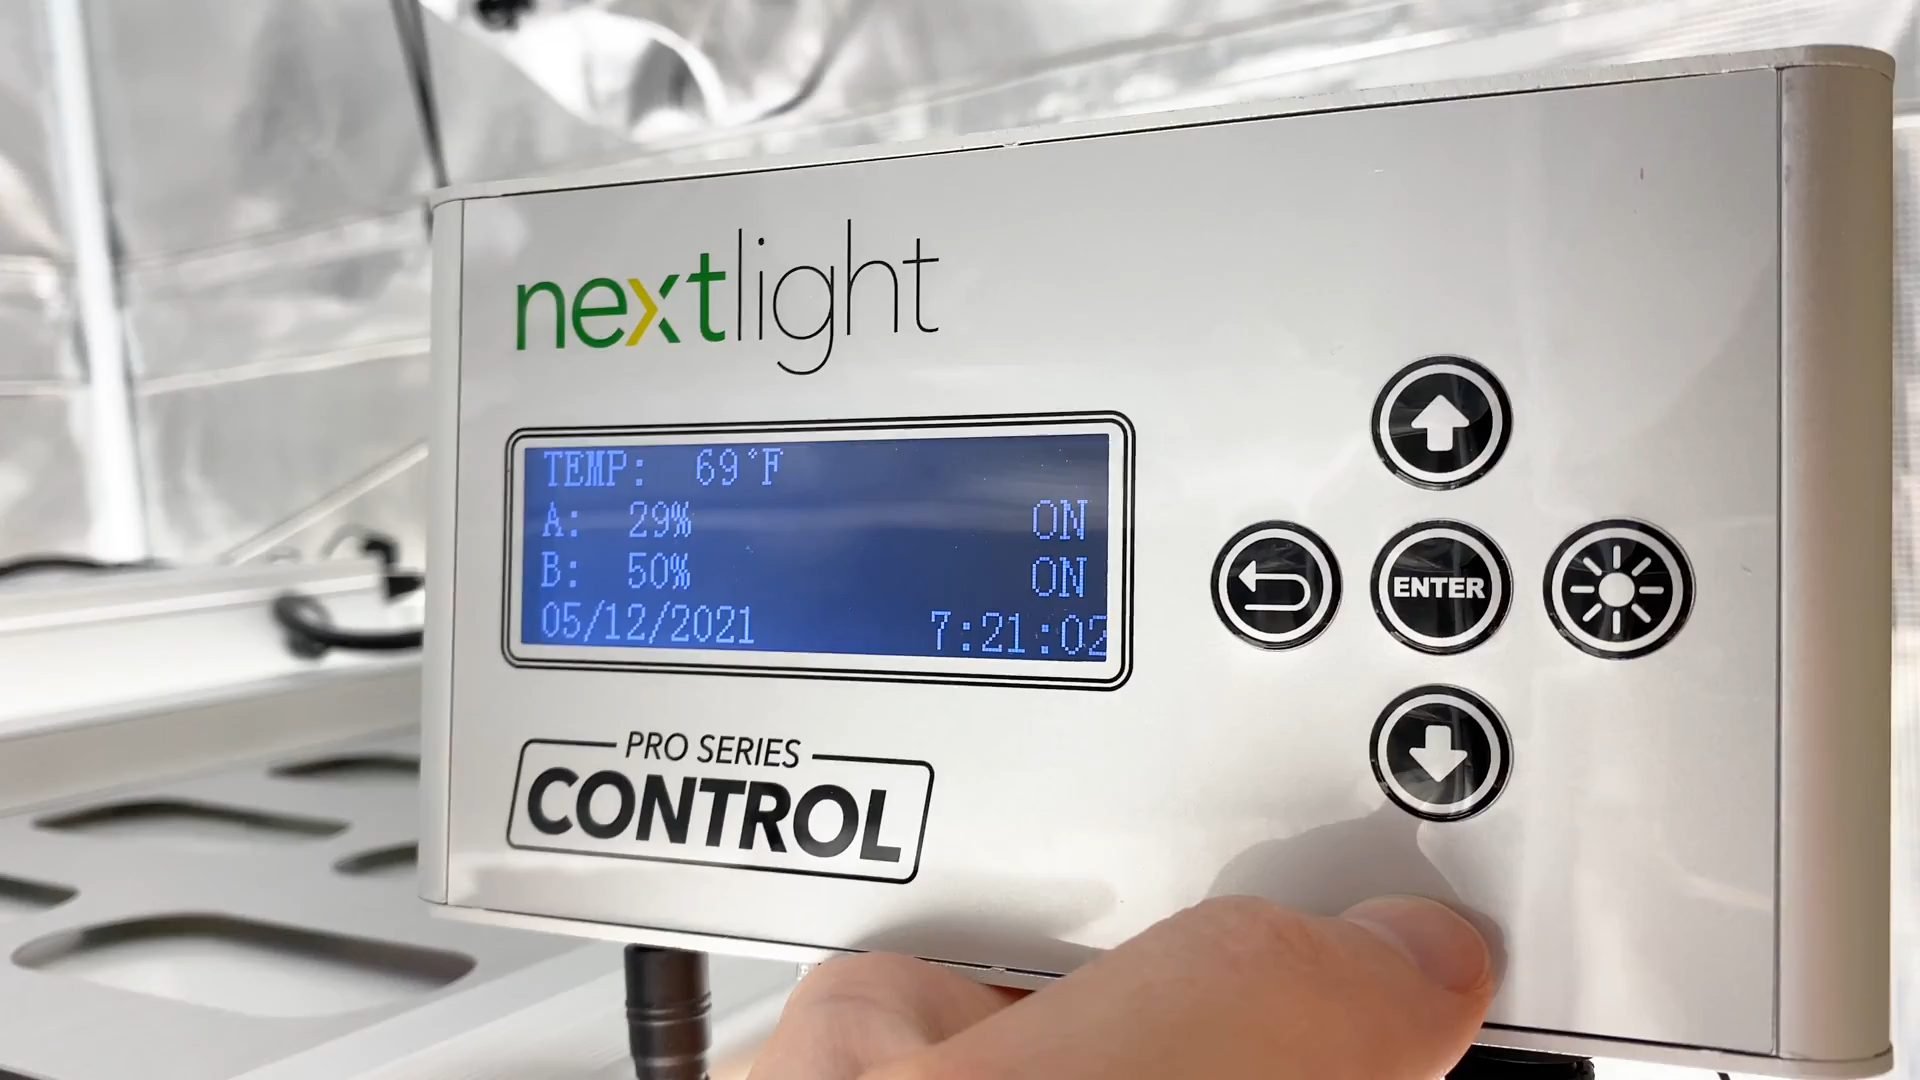 nextlight
TEMP: 69°F
A: 29% ON
B: 50% ON
05/12/2021 7:21:02
PRO SERIES
CONTROL
ENTER